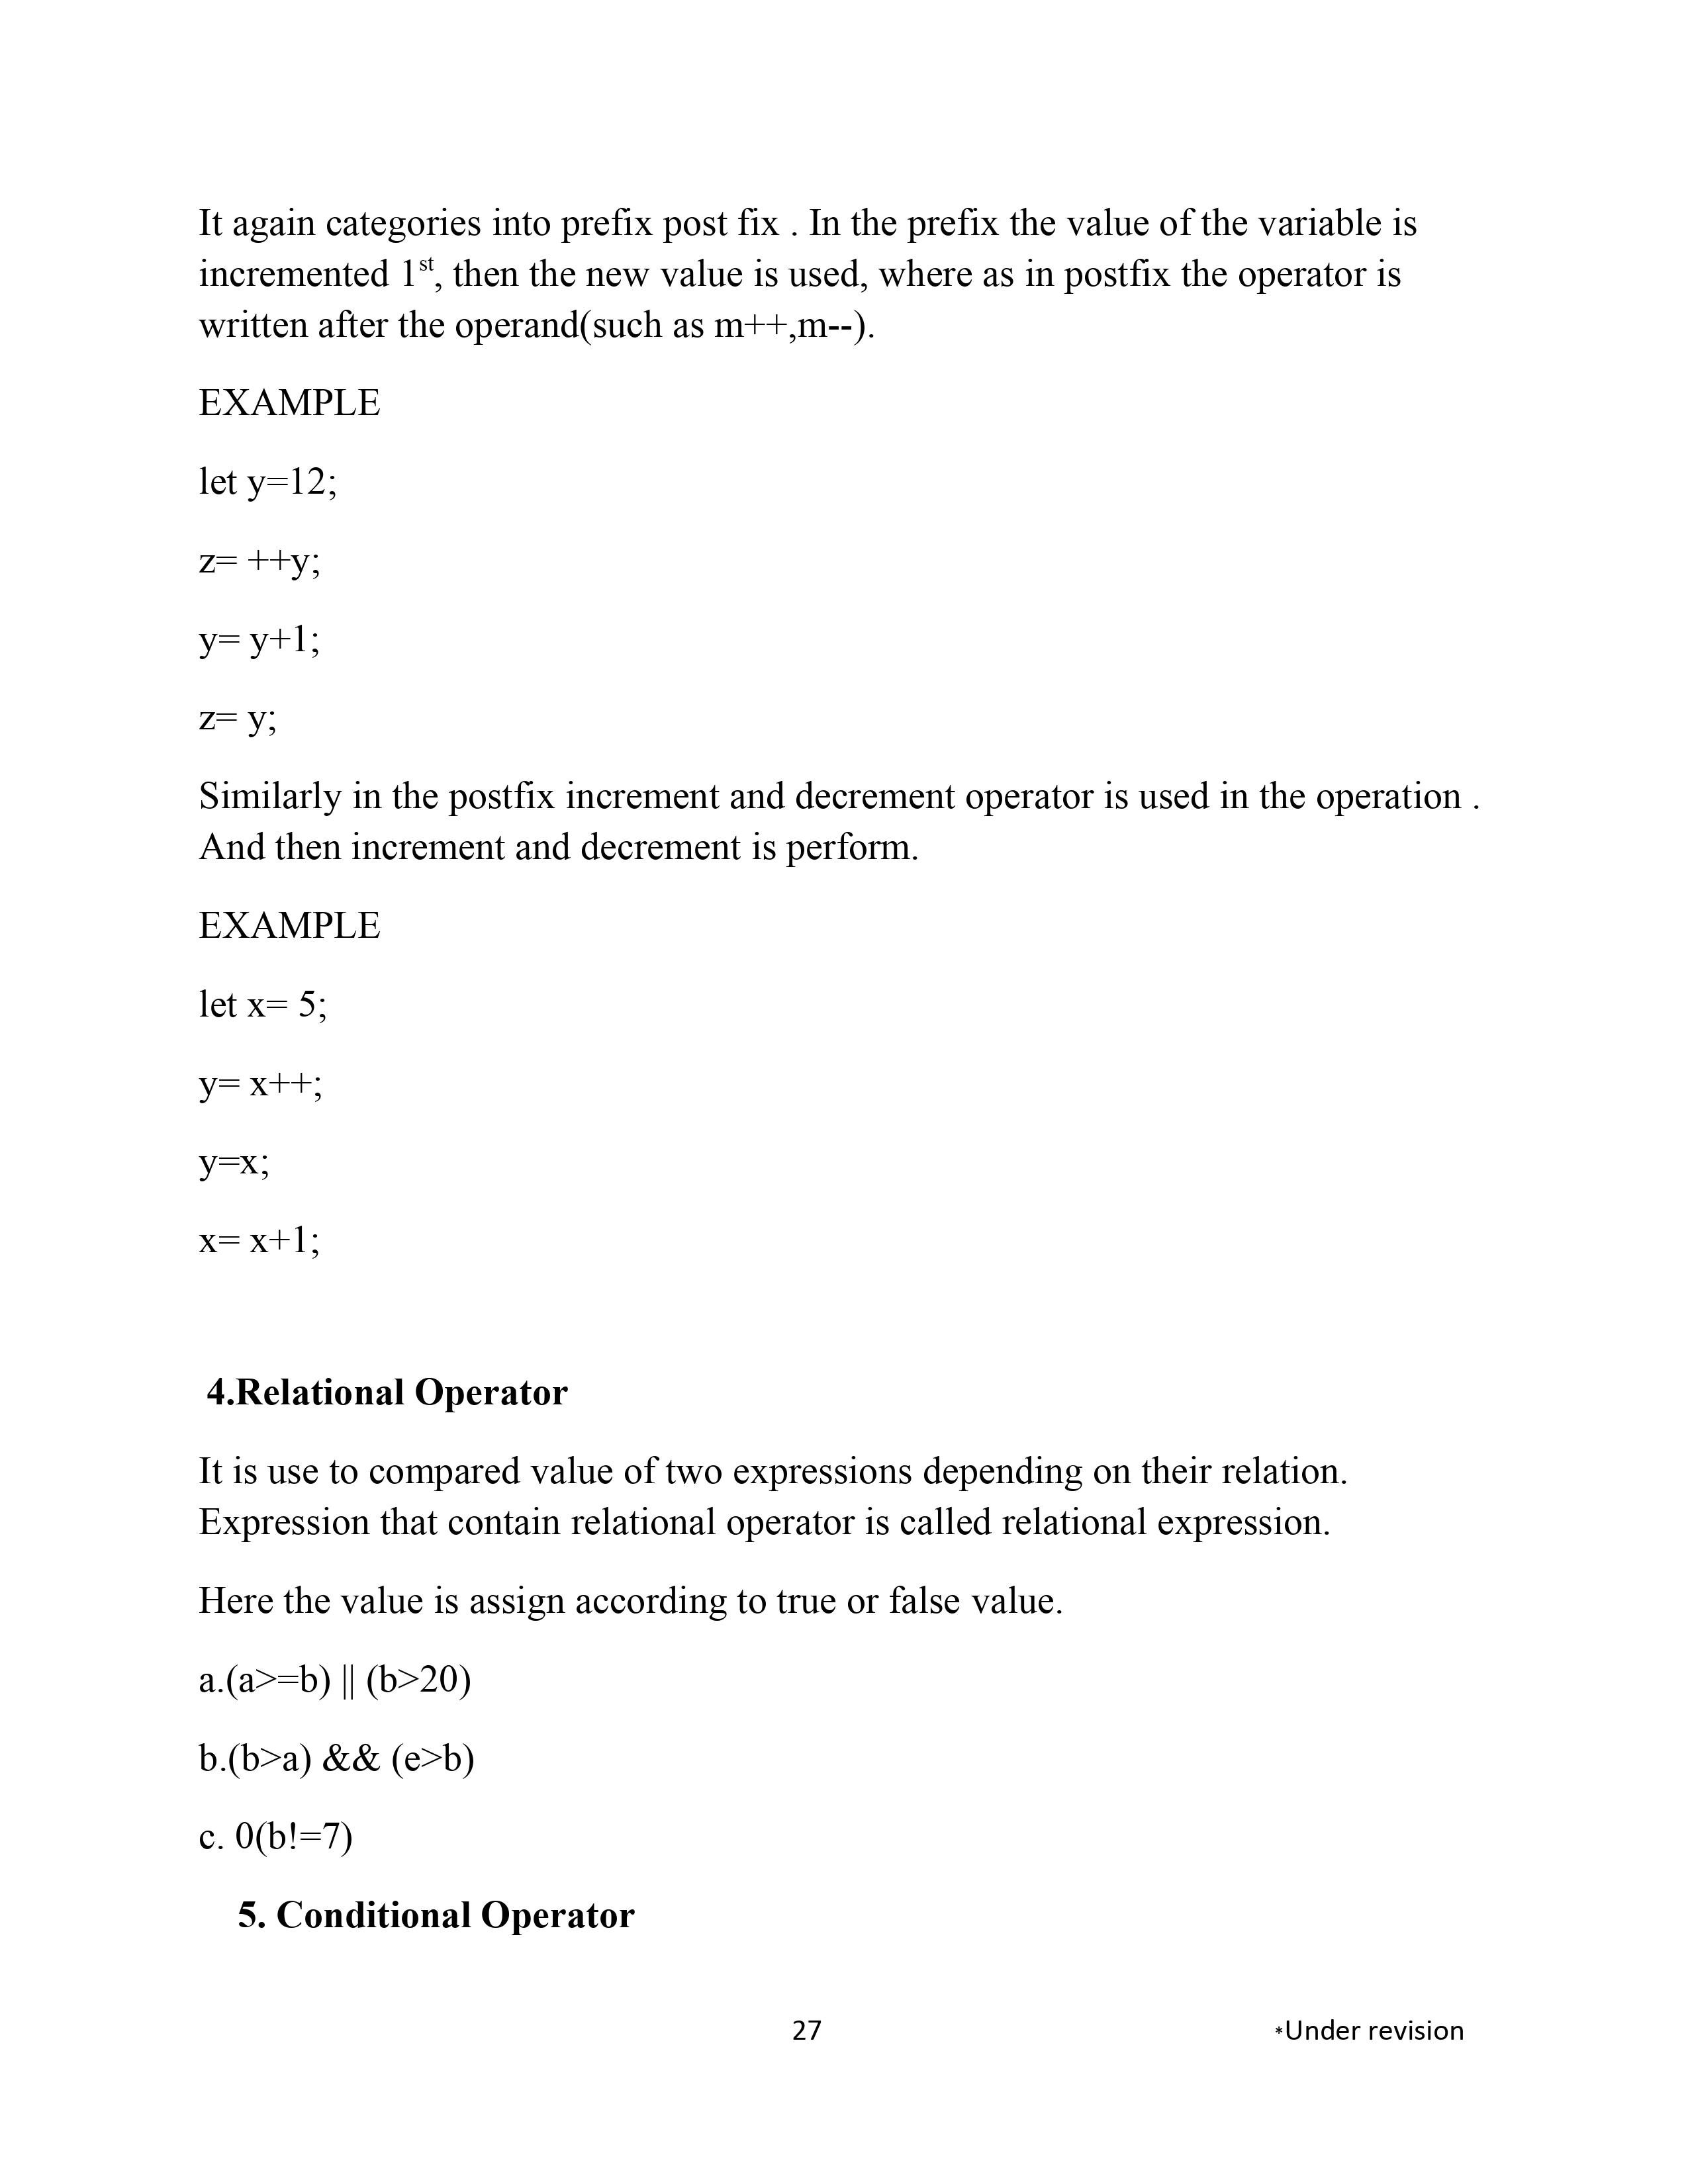 It again categories into prefix post fix . In the prefix the value of the variable is
incremented 1st, then the new value is used, where as in postfix the operator is
written after the operand(such as m++,m--).
EXAMPLE
let y=12;
z= ++y;
y= y+1;
z= y;
Similarly in the postfix increment and decrement operator is used in the operation .
And then increment and decrement is perform.
EXAMPLE
let x= 5;
y= x++;
y=x;
x= x+1;
4.Relational Operator
It is use to compared value of two expressions depending on their relation.
Expression that contain relational operator is called relational expression.
Here the value is assign according to true or false value.
a.(a>=b) || (b>20)
b.(b>a) && (e>b)
c. 0(b!=7)
5. Conditional Operator
27 *Under revision